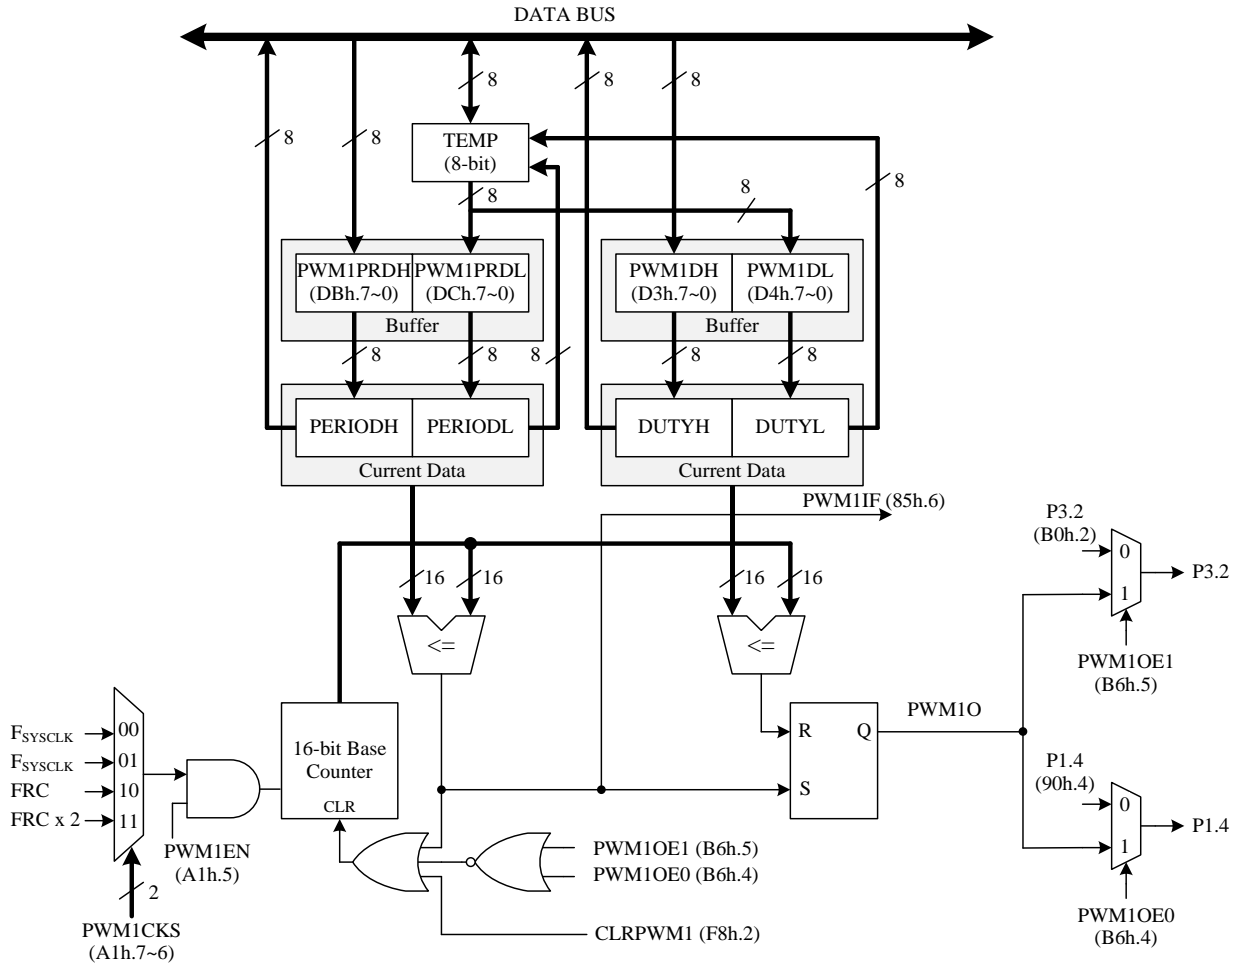 DATA BUS
8
8
8
8
8
TEMP
(8-bit)
8
8
8
PWM1PRDH
(DBh.7~0)
PWM1PRDL
(DCh.7~0)
Buffer
PWM1DH
(D3h.7~0)
PWM1DL
(D4h.7~0)
Buffer
8
8
8
8
8
PERIODH
PERIODL
Current Data
DUTYH
DUTYL
Current Data
PWM1IF (85h.6)
16
16
16
16
<=
<=
P3.2
(B0h.2)
0
1
P3.2
PWM1OE1
(B6h.5)
FSYSCLK
FSYSCLK
FRC
FRC x 2
00
01
10
11
PWM1EN
(A1h.5)
2
PWM1CKS
(A1h.7~6)
16-bit Base
Counter
CLR
R
Q
S
PWM1O
PWM1OE1 (B6h.5)
PWM1OE0 (B6h.4)
CLRPWM1 (F8h.2)
P1.4
(90h.4)
0
1
P1.4
PWM1OE0
(B6h.4)